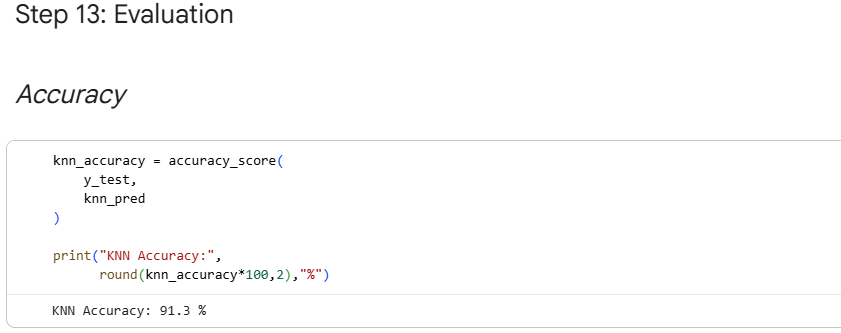 Step 13: Evaluation
Accuracy
knn_accuracy = accuracy_score(
    y_test,
    knn_pred
)
print("KNN Accuracy:",
      round(knn_accuracy*100,2),"%")
KNN Accuracy: 91.3 %